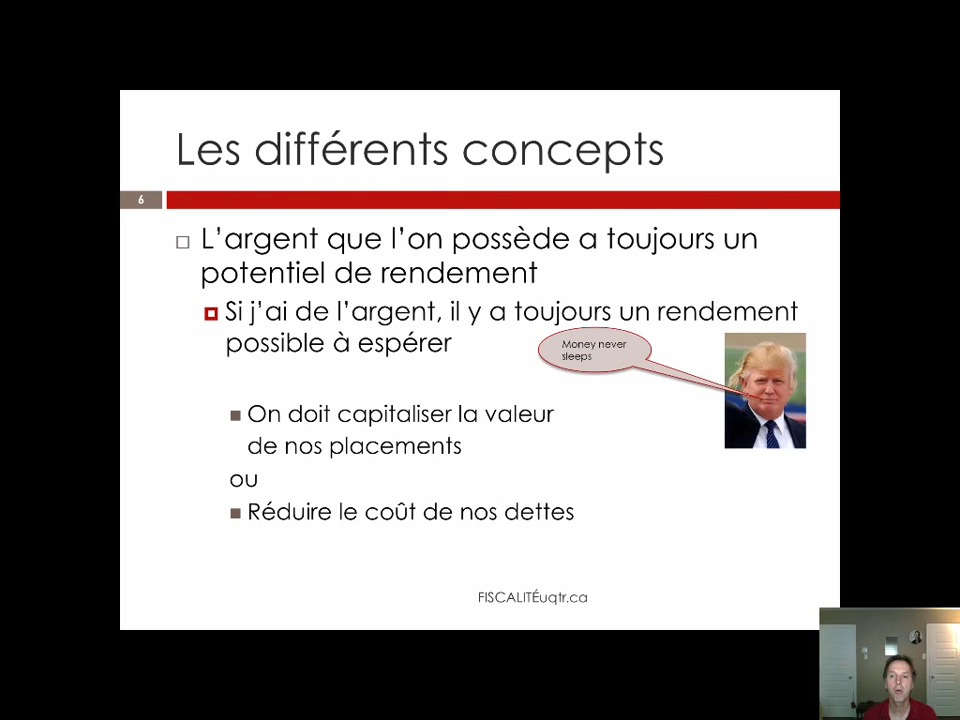 Les différents concepts
6
L’argent que l’on possède a toujours un
potentiel de rendement
Si j’ai de l’argent, il y a toujours un rendement
possible à espérer
Money never
sleeps
On doit capitaliser la valeur
de nos placements
ou
Réduire le coût de nos dettes
FISCALITÉuqtr.ca